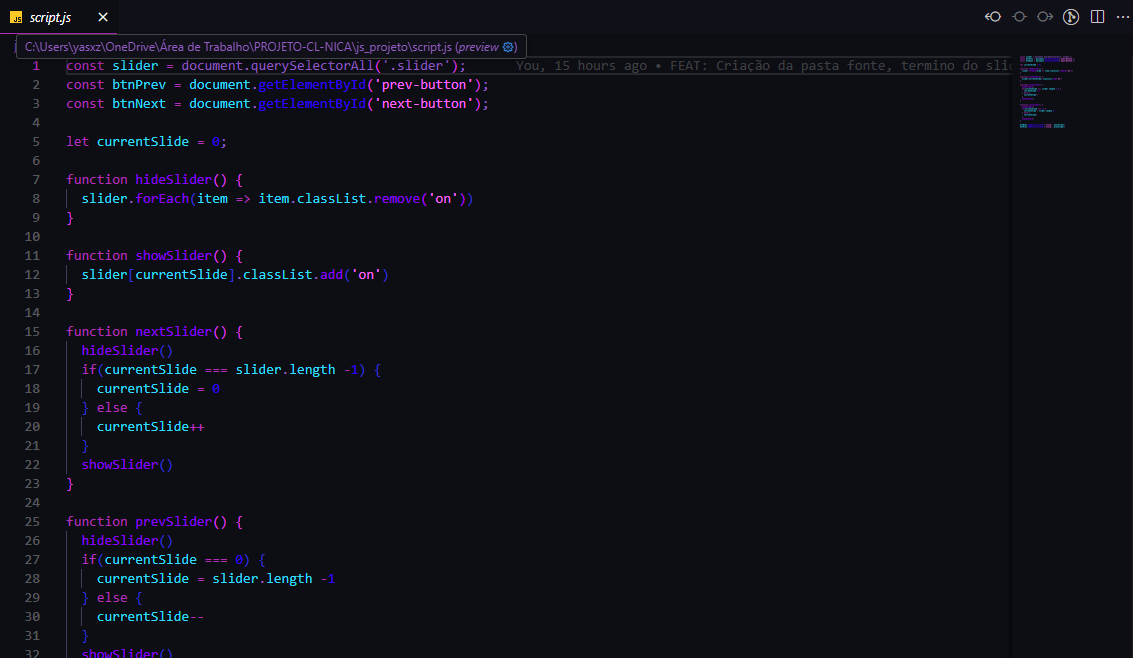 JS script.js
C:\Users\yasxz\OneDrive\Área de Trabalho\PROJETO-CL-NICA\js_projeto\script.js (preview )
1 const slider = document.querySelectorAll('.slider'); You, 15 hours ago • FEAT: Criação da pasta fonte, termino do sli
2 const btnPrev = document.getElementById('prev-button');
3 const btnNext = document.getElementById('next-button');
4
5 let currentSlide = 0;
6
7 function hideSlider() {
8 slider.forEach(item => item.classList.remove('on'))
9 }
10
11 function showSlider() {
12 slider[currentSlide].classList.add('on')
13 }
14
15 function nextSlider() {
16 hideSlider()
17 if(currentSlide === slider.length -1) {
18 currentSlide = 0
19 } else {
20 currentSlide++
21 }
22 showSlider()
23 }
24
25 function prevSlider() {
26 hideSlider()
27 if(currentSlide === 0) {
28 currentSlide = slider.length -1
29 } else {
30 currentSlide--
31 }
32 showSlider()